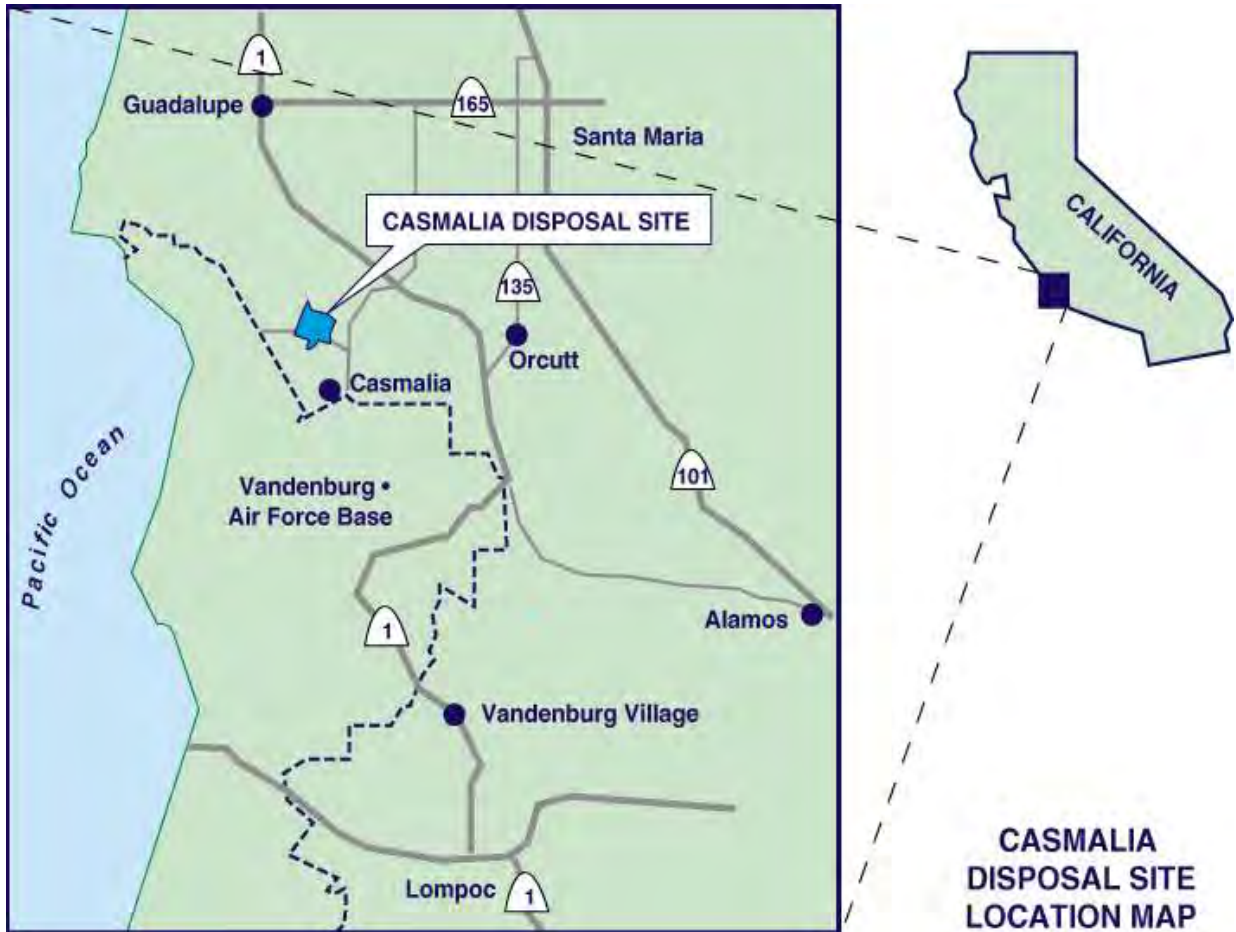 1
Guadalupe
165
Santa Maria
CASMALIA DISPOSAL SITE
135
Orcutt
Casmalia
101
Vandenburg •
Air Force Base
Pacific Ocean
1
Alamos
Vandenburg Village
Lompoc
1
CALIFORNIA
CASMALIA
DISPOSAL SITE
LOCATION MAP